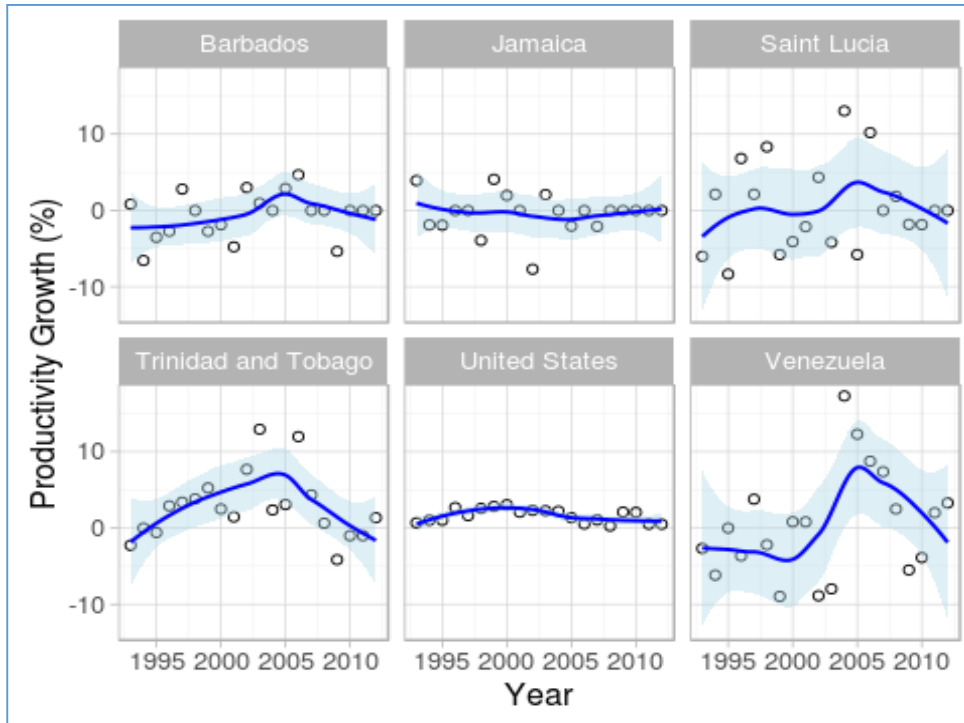 Barbados
Jamaica
Saint Lucia
10
0
-10
Productivity Growth (%)
Trinidad and Tobago
United States
Venezuela
10
0
-10
1995 2000 2005 2010
1995 2000 2005 2010
1995 2000 2005 2010
Year